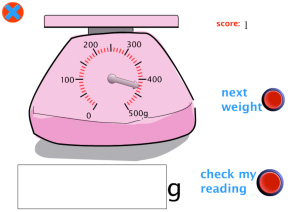 score: 1
200
300
100
400
0
500g
next
weight
g
check my
reading